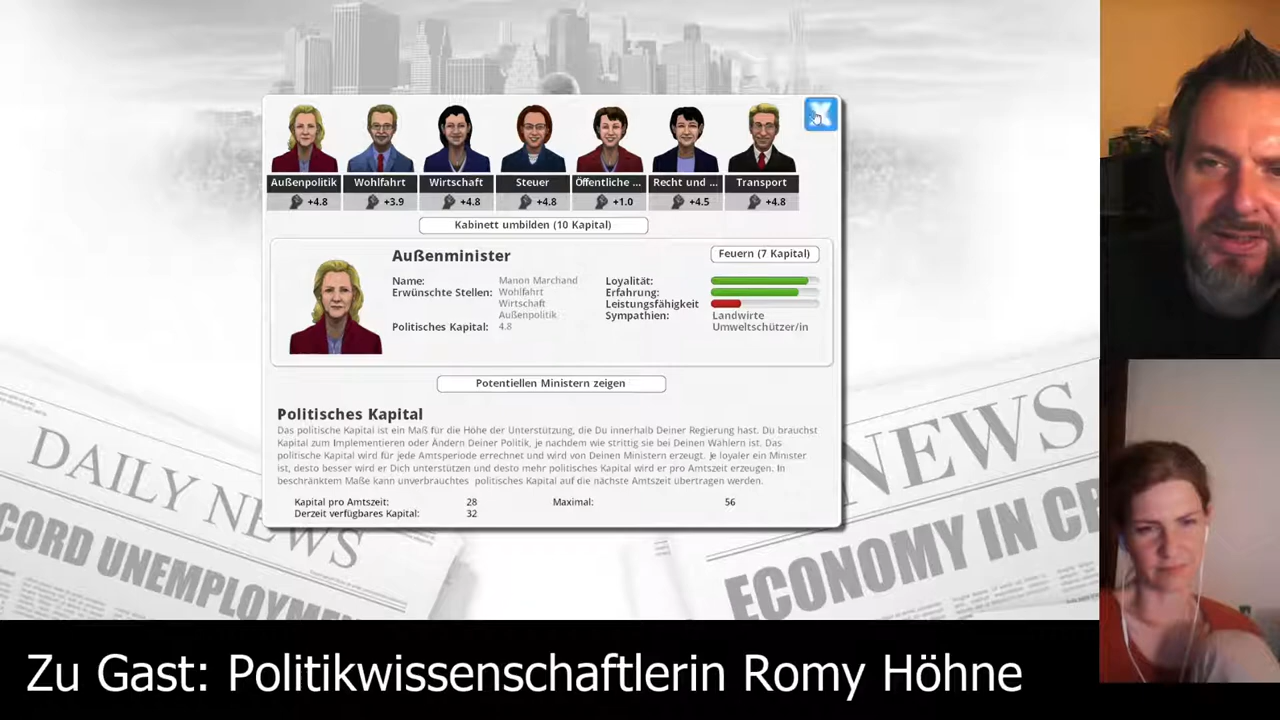 Außenpolitik Wohlfahrt Wirtschaft Steuer Öffentliche ... Recht und ... Transport
+4.8 +3.9 +4.8 +4.8 +1.0 +4.5 +4.8
Kabinett umbilden (10 Kapital)
Außenminister
Feuern (7 Kapital)
Name: Manon Marchand
Erwünschte Stellen: Wohlfahrt
Wirtschaft
Außenpolitik
Politisches Kapital: 4.8
Loyalität:
Erfahrung:
Leistungsfähigkeit
Sympathien: Landwirte
Umweltschützer/in
Potentiellen Ministern zeigen
Politisches Kapital
Das politische Kapital ist ein Maß für die Höhe der Unterstützung, die Du innerhalb Deiner Regierung hast. Du brauchst
Kapital zum Implementieren oder Ändern Deiner Politik, je nachdem wie strittig sie bei Deinen Wählern ist. Das
politische Kapital wird für jede Amtsperiode errechnet und wird von Deinen Ministern erzeugt. Je loyaler ein Minister
ist, desto besser wird er Dich unterstützen und desto mehr politisches Kapital wird er pro Amtszeit erzeugen. In
beschränktem Maße kann unverbrauchtes politisches Kapital auf die nächste Amtszeit übertragen werden.
Kapital pro Amtszeit: 28 Maximal: 56
Derzeit verfügbares Kapital: 32
DAILY NEWS
CORD UNEMPLOYME
NEWS
ECONOMY IN CR
Zu Gast: Politikwissenschaftlerin Romy Höhne